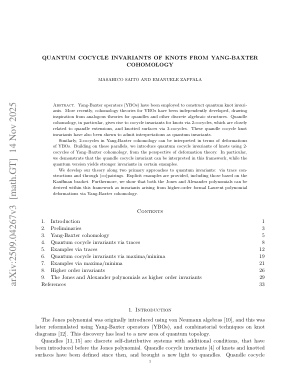 QUANTUM COCYCLE INVARIANTS OF KNOTS FROM YANG-BAXTER
COHOMOLOGY
MASAHICO SAITO AND EMANUELE ZAPPALA
Abstract. Yang-Baxter operators (YBOs) have been employed to construct quantum knot invariants. More recently, cohomology theories for YBOs have been independently developed, drawing
inspiration from analogous theories for quandles and other discrete algebraic structures. Quandle
cohomology, in particular, gives rise to cocycle invariants for knots via 2-cocycles, which are closely
related to quandle extensions, and knotted surfaces via 3-cocycles. These quandle cocycle knot
invariants have also been shown to admit interpretations as quantum invariants.
Similarly, 2-cocycles in Yang-Baxter cohomology can be interpreted in terms of deformations
of YBOs. Building on these parallels, we introduce quantum cocycle invariants of knots using 2-
cocycles of Yang-Baxter cohomology, from the perspective of deformation theory. In particular,
we demonstrate that the quandle cocycle invariant can be interpreted in this framework, while the
quantum version yields stronger invariants in certain examples.
We develop our theory along two primary approaches to quantum invariants, via trace constructions and through (co)pairings. Explicit examples are provided, including those based on the
Kauffman bracket. Furthermore, we show that both the Jones and Alexander polynomials can be
derived within this framework as invariants arising from higher-order formal Laurent polynomial
deformations via Yang-Baxter cohomology.
Contents
1. Introduction 1
2. Preliminaries 3
3. Yang-Baxter cohomology 5
4. Quantum cocycle invariants via traces 8
5. Examples via traces 12
6. Quantum cocycle invariants via maxima/minima 19
7. Examples via maxima/minima 21
8. Higher order invariants 26
9. The Jones and Alexander polynomials as higher order invariants 29
References 33
1. Introduction
The Jones polynomial was originally introduced using von Neumann algebras [10], and this was
later reformulated using Yang-Baxter operators (YBOs), and combinatorial techniques on knot
diagrams [12]. This has led to a new area of quantum topology.
Quandles [11, 15] are discrete self-distributive systems with additional conditions, that have
been introduced before the Jones polynomial. Quandle cocycle invariants [4] of knots and knotted
surfaces have been defined since then, and brought a new light to quandles. Quandle cocycle
1
arXiv:2509.04267v3 [math.GT] 14 Nov 2025